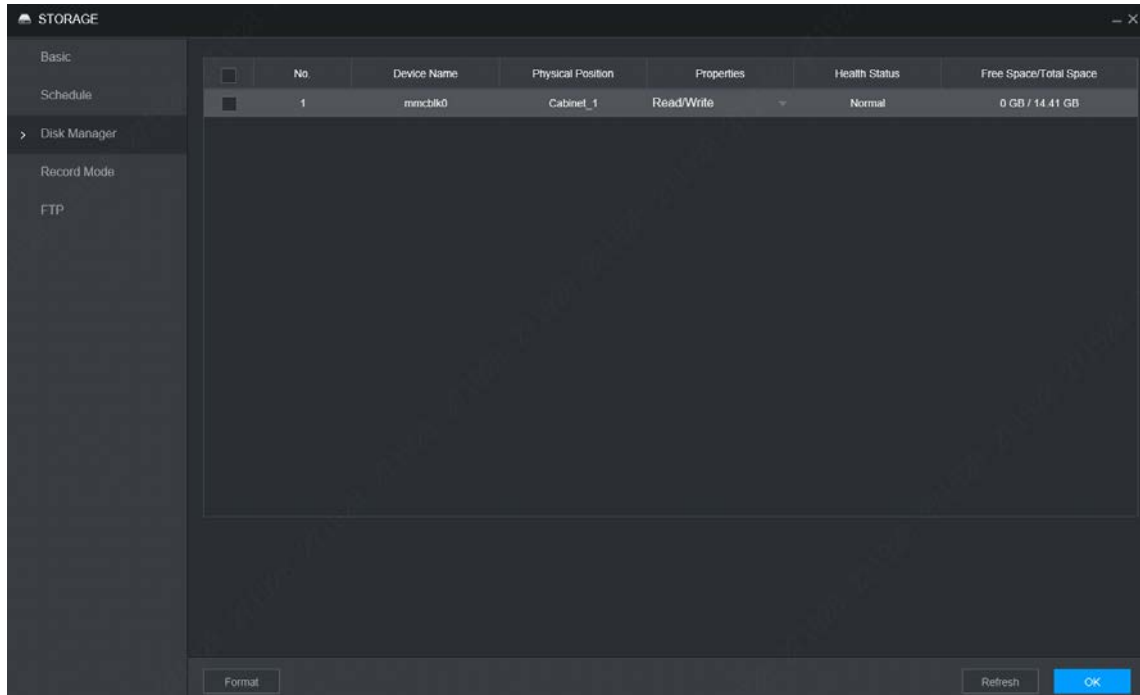 STORAGE
Basic
Schedule
Disk Manager
Record Mode
FTP
No. Device Name Physical Position Properties Health Status Free Space/Total Space
1 mmcblk0 Cabinet_1 Read/Write Normal 0 GB / 14.41 GB
Format Refresh OK